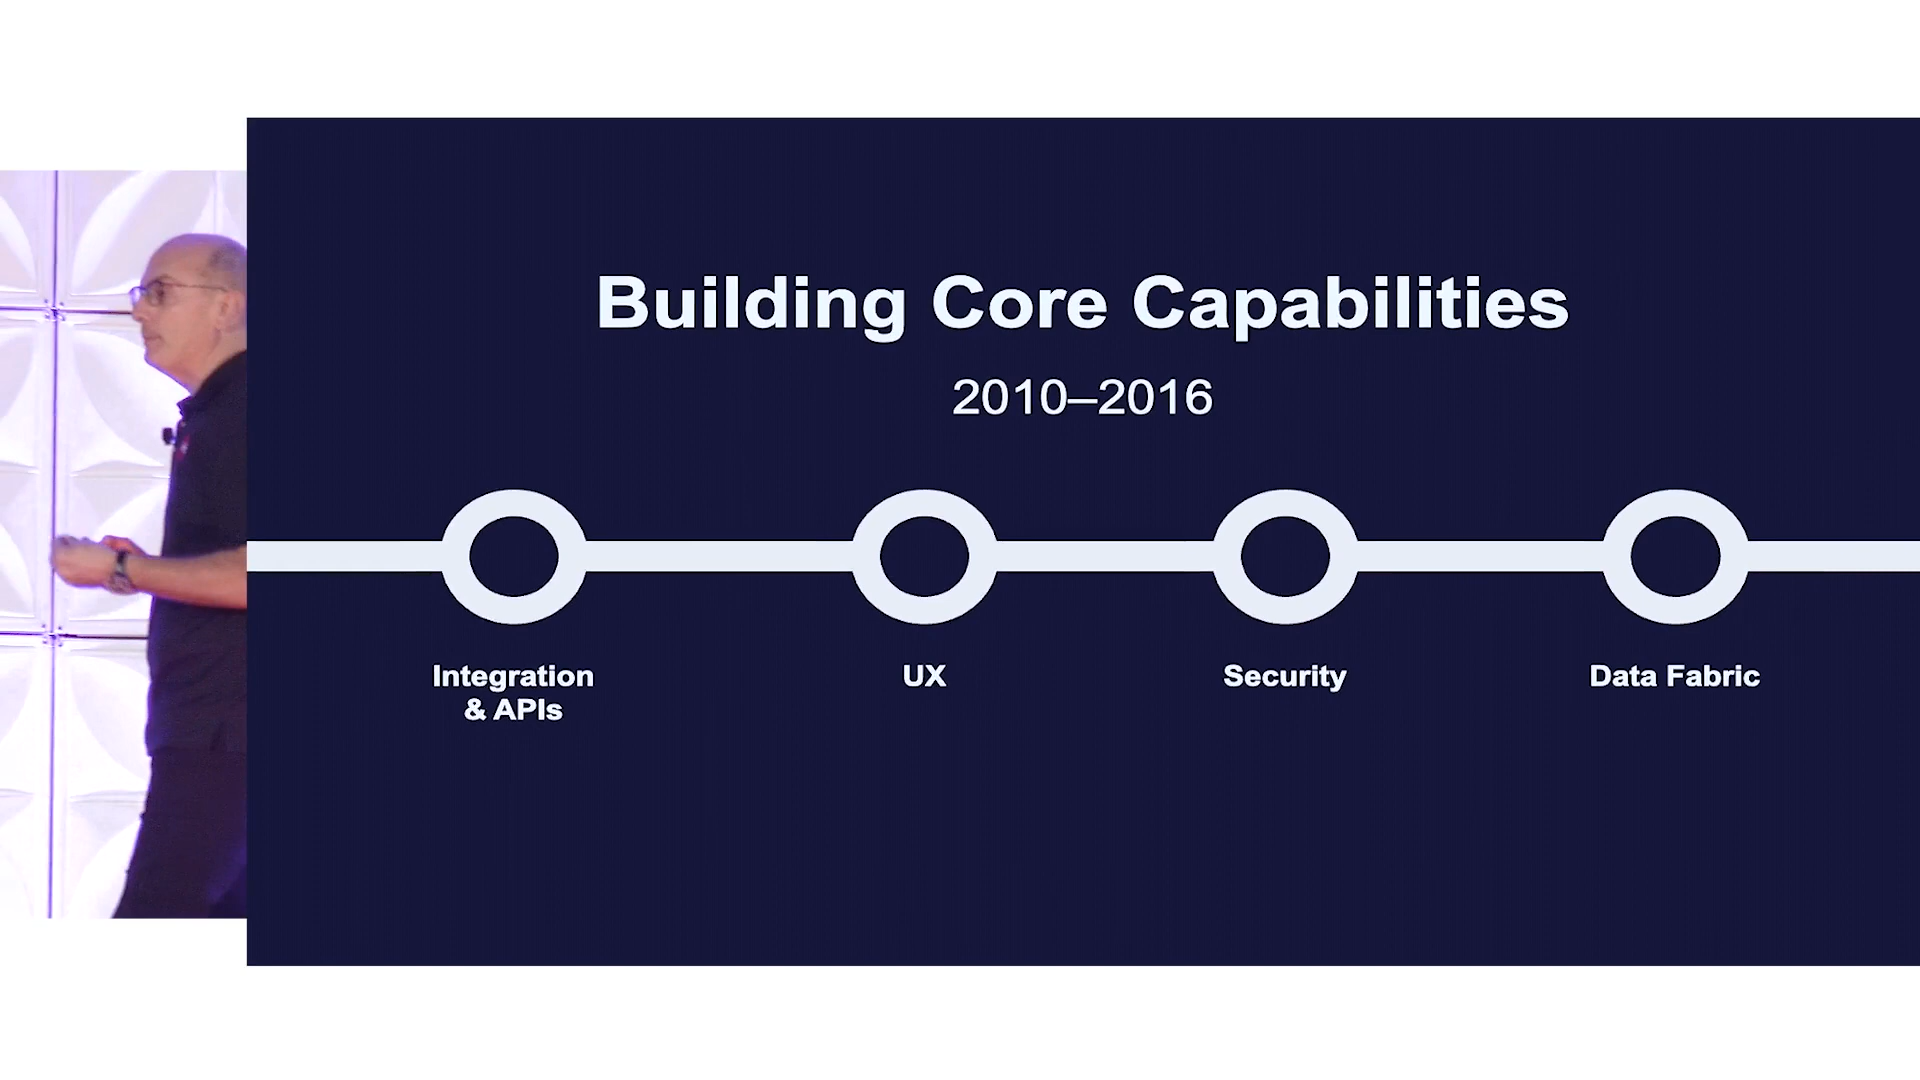 Building Core Capabilities
2010–2016
Integration
& APIs
UX
Security
Data Fabric